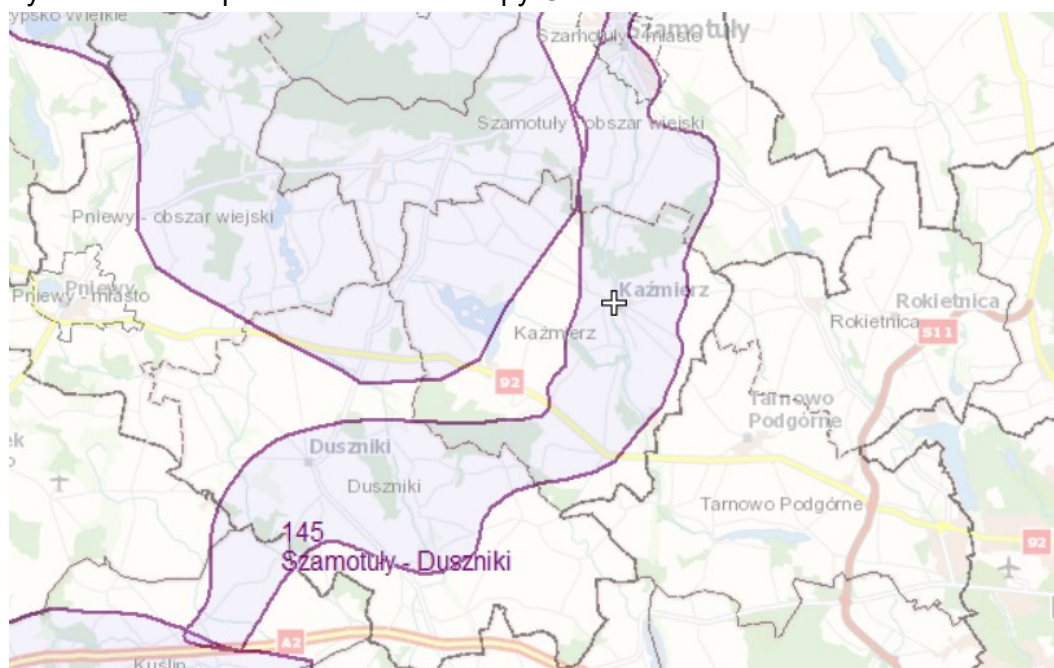 Szamotuły
Szamotuły - miasto
Szamotuły - obszar wiejski
Pniewy - obszar wiejski
Pniewy
Pniewy - miasto
Kaźmierz
Kaźmierz
Rokietnica
Rokietnica
S11
92
Tarnowo
Podgórne
Duszniki
Duszniki
Tarnowo Podgórne
145
Szamotuły - Duszniki
92
A2
Kuślin